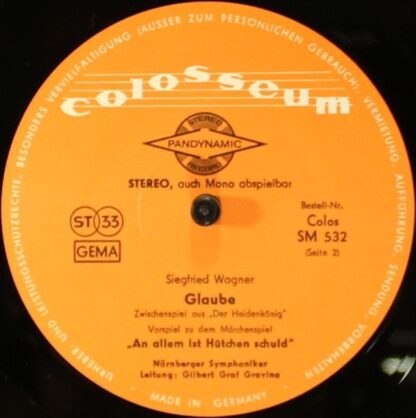 URHEBER- UND LEISTUNGSSCHUTZRECHTE, BESONDERS VERVIELFÄLTIGUNG (AUSSER ZUM PERSÖNLICHEN GEBRAUCH), VERMIETUNG, AUFFÜHRUNG, SENDUNG, VORBEHALTEN
colosseum
STEREO
PANDYNAMIC
RECORD
STEREO, auch Mono abspielbar
Bestell-Nr.
Colos
SM 532
(Seite 2)
ST 33
GEMA
Siegfried Wagner
Glaube
Zwischenspiel aus „Der Heidenkönig"
Vorspiel zu dem Märchenspiel
„An allem ist Hütchen schuld"
Nürnberger Symphoniker
Leitung: Gilbert Graf Gravina
MADE IN GERMANY